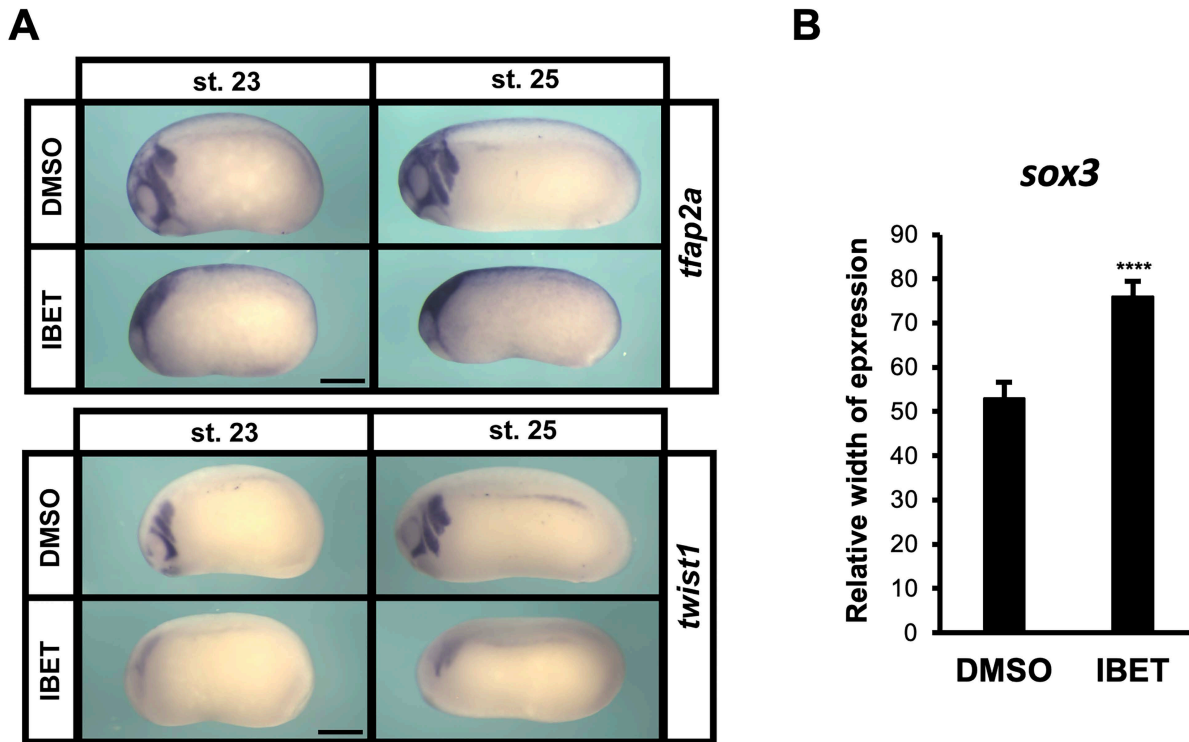 A
st. 23
st. 25
DMSO
IBET
tfap2a
st. 23
st. 25
DMSO
IBET
twist1
B
sox3
Relative width of epxression
90
80
70
60
50
40
30
20
10
0
****
DMSO
IBET